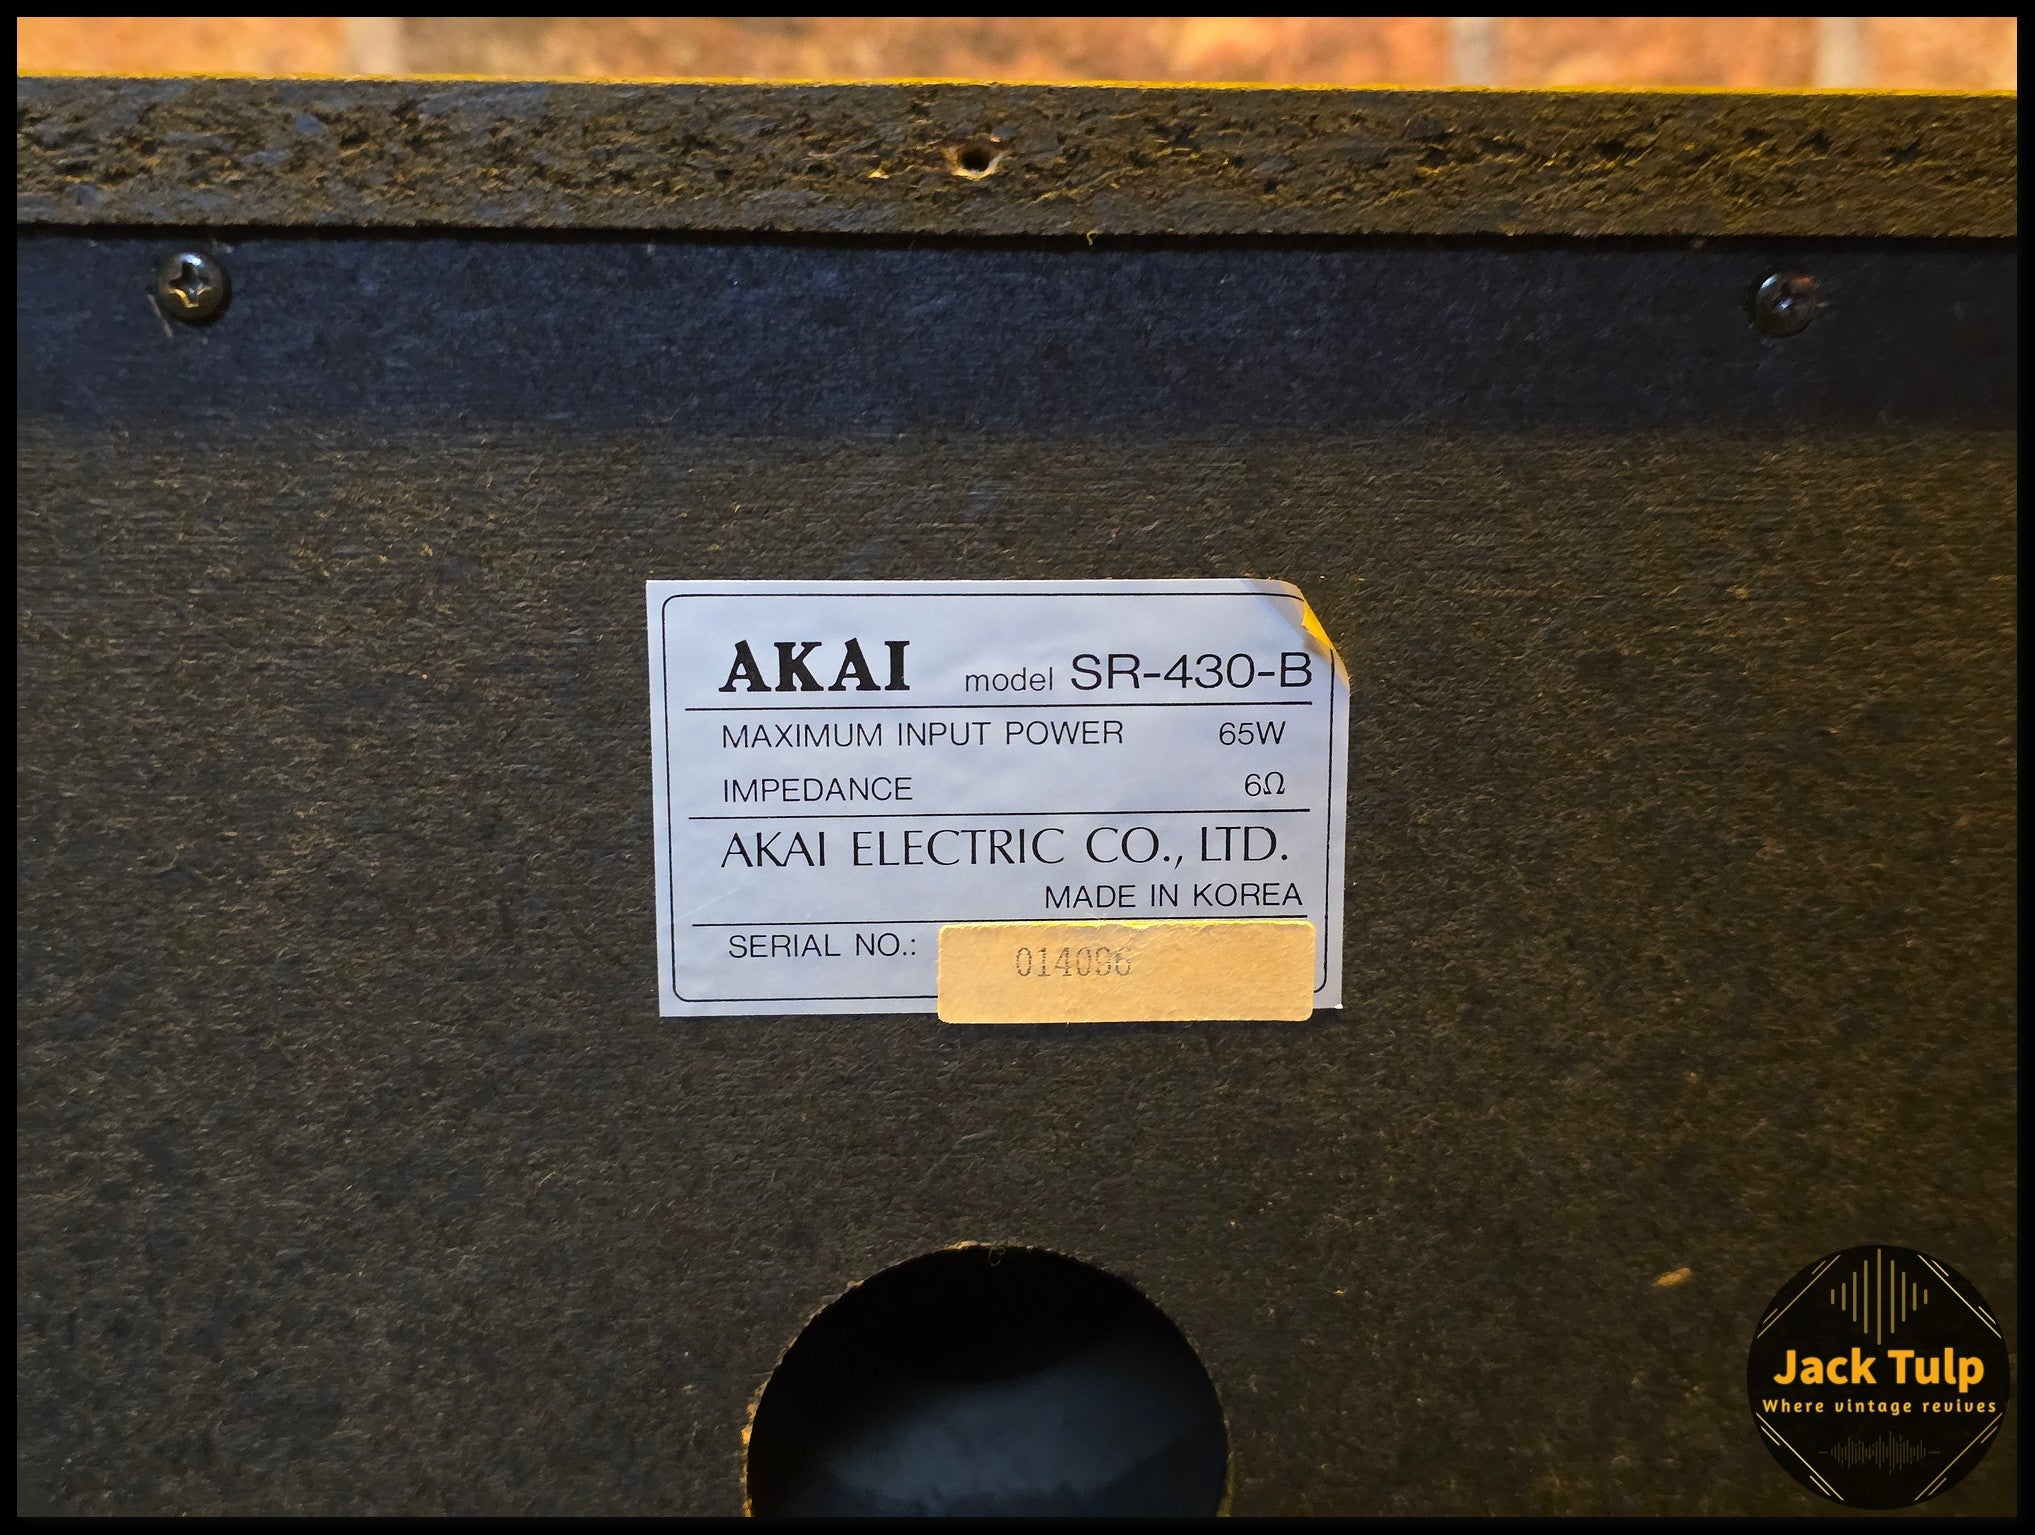 AKAI model SR-430-B
MAXIMUM INPUT POWER 65W
IMPEDANCE 6Ω
AKAI ELECTRIC CO., LTD.
MADE IN KOREA
SERIAL NO.: 014096
Jack Tulp
Where vintage revives